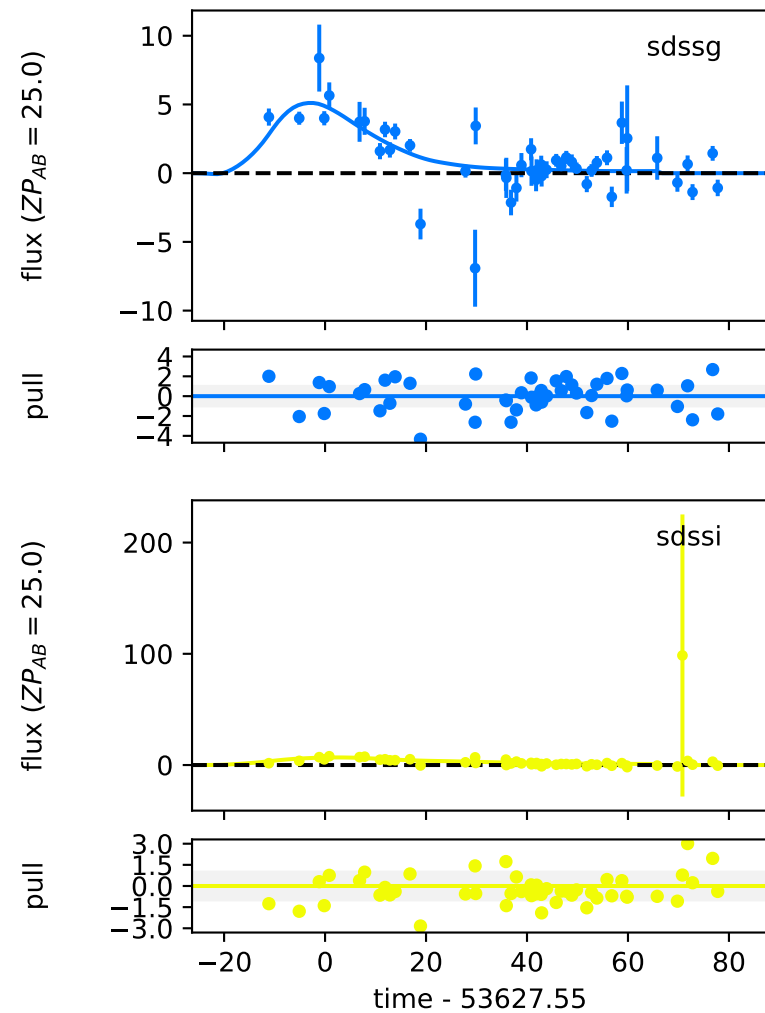 sdssg
flux (ZP_AB = 25.0)
10
5
0
−5
−10
pull
4
2
0
−2
−4
sdssi
flux (ZP_AB = 25.0)
200
100
0
pull
3.0
1.5
0.0
−1.5
−3.0
−20 0 20 40 60 80
time - 53627.55